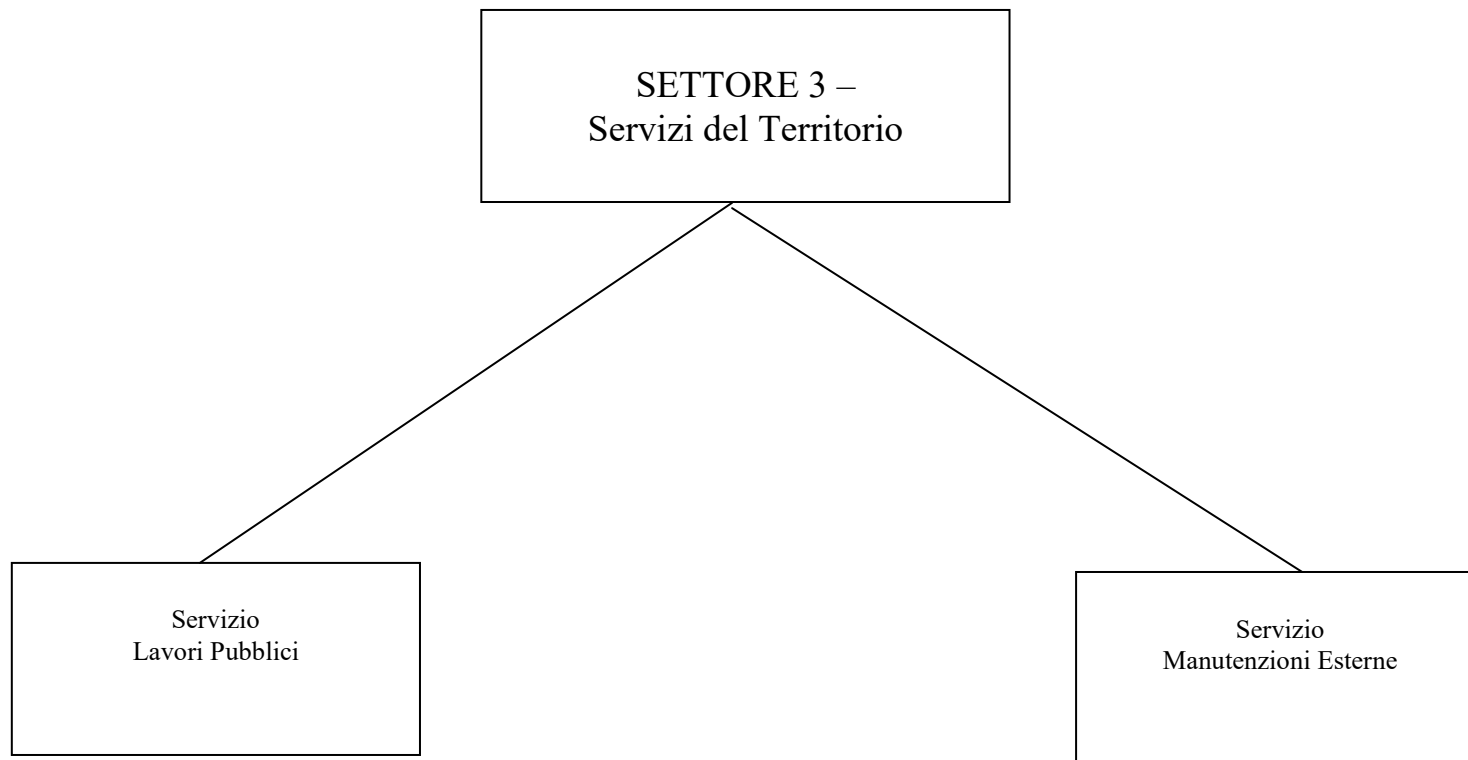 SETTORE 3 –
Servizi del Territorio
Servizio
Lavori Pubblici
Servizio
Manutenzioni Esterne